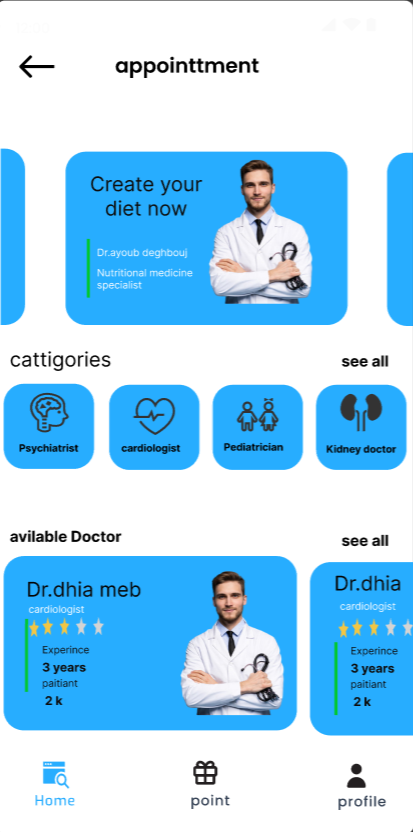 appointtment
Create your
diet now
Dr.ayoub deghbouj
Nutritional medicine
specialist
cattigories
see all
Psychiatrist
cardiologist
Pediatrician
Kidney doctor
avilable Doctor
see all
Dr.dhia meb
cardiologist
Experince
3 years
paitiant
2 k
Dr.dhia
cardiologist
Experince
3 years
paitiant
2 k
Home
point
profile